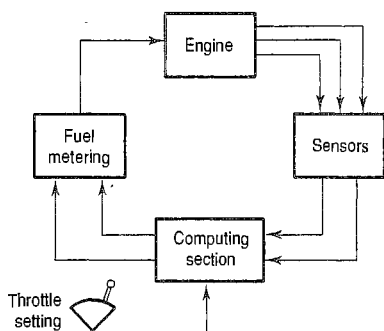 Engine
Fuel
metering
Sensors
Computing
section
Throttle
setting